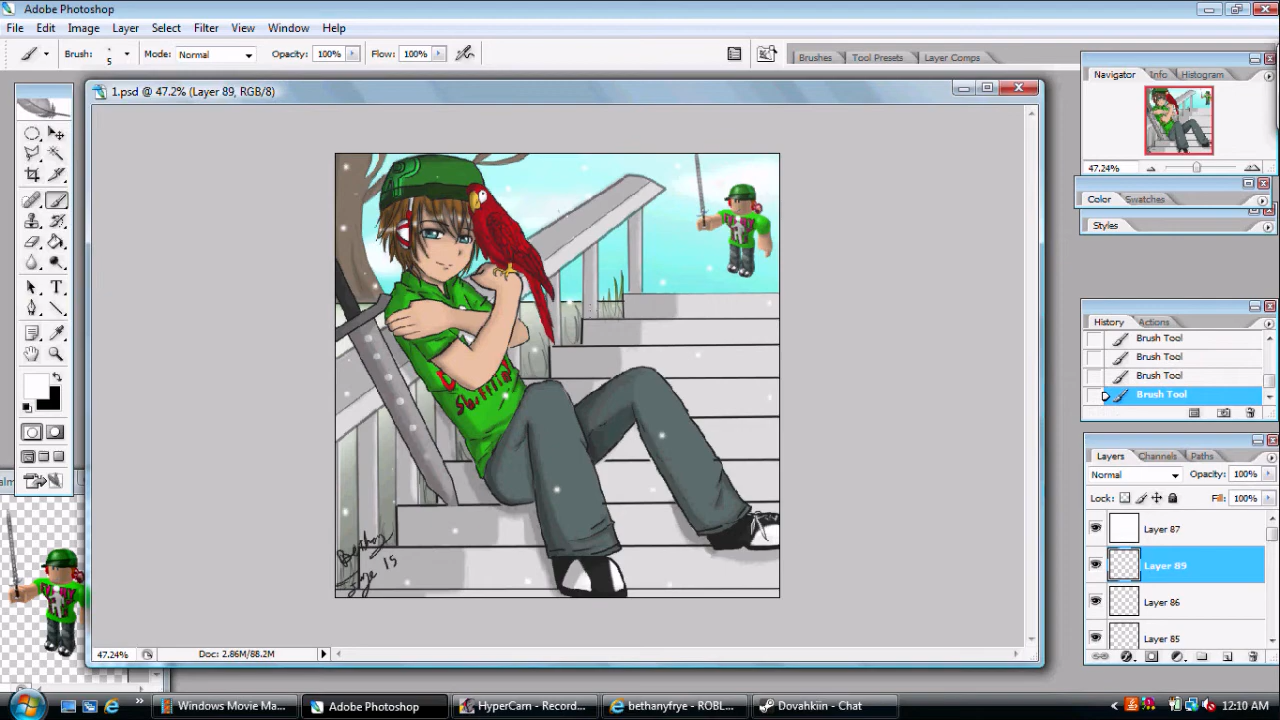 Adobe Photoshop
File Edit Image Layer Select Filter View Window Help
Brush: 5 Mode: Normal Opacity: 100% Flow: 100% Brushes Tool Presets Layer Comps
1.psd @ 47.2% (Layer 89, RGB/8)
Navigator Info Histogram
47.24%
Color Swatches
Styles
History Actions
Brush Tool
Brush Tool
Brush Tool
Brush Tool
Layers Channels Paths
Normal Opacity: 100%
Lock: Fill: 100%
Layer 87
Layer 89
Layer 86
Layer 85
15
47.24% Doc: 2.86M/88.2M
Windows Movie Ma... Adobe Photoshop HyperCam - Record... bethanyfrye - ROBL... Dovahkiin - Chat 12:10 AM